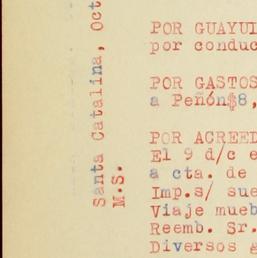 Santa Catalina, Oct
M.S.
POR GUAYU
por conduc
POR GASTOS
a Peñón$8,
POR ACREED
El 9 d/c e
a cta. de
Imp.s/ sue
Viaje mueb
Reemb. Sr.
Diversos g